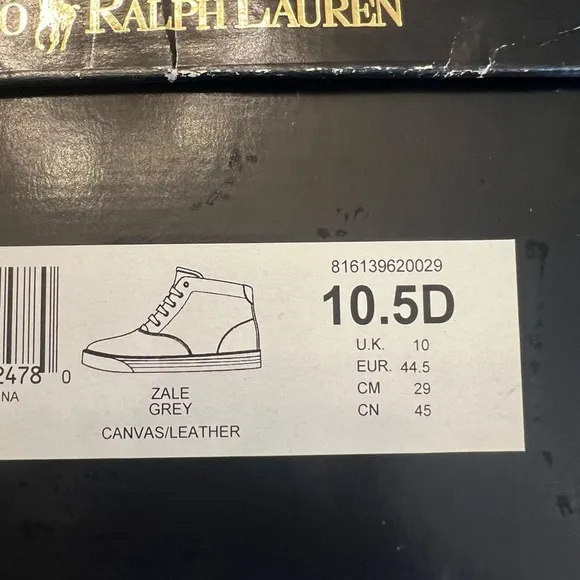 O RALPH LAUREN
816139620029
10.5D
U.K. 10
EUR. 44.5
CM 29
CN 45
2478 0
NA
ZALE
GREY
CANVAS/LEATHER